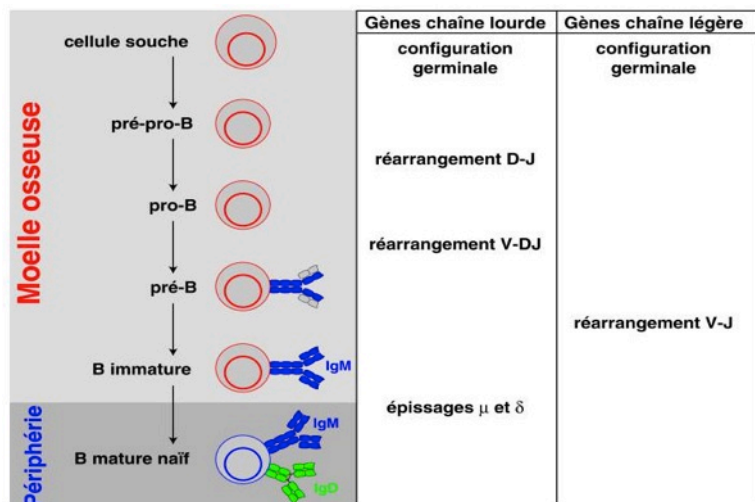 Gènes chaîne lourde
Gènes chaîne légère
cellule souche
configuration
germinale
configuration
germinale
pré-pro-B
réarrangement D-J
pro-B
réarrangement V-DJ
pré-B
réarrangement V-J
B immature
IgM
épissages μ et δ
IgM
B mature naïf
IgD
Moelle osseuse
Périphérie